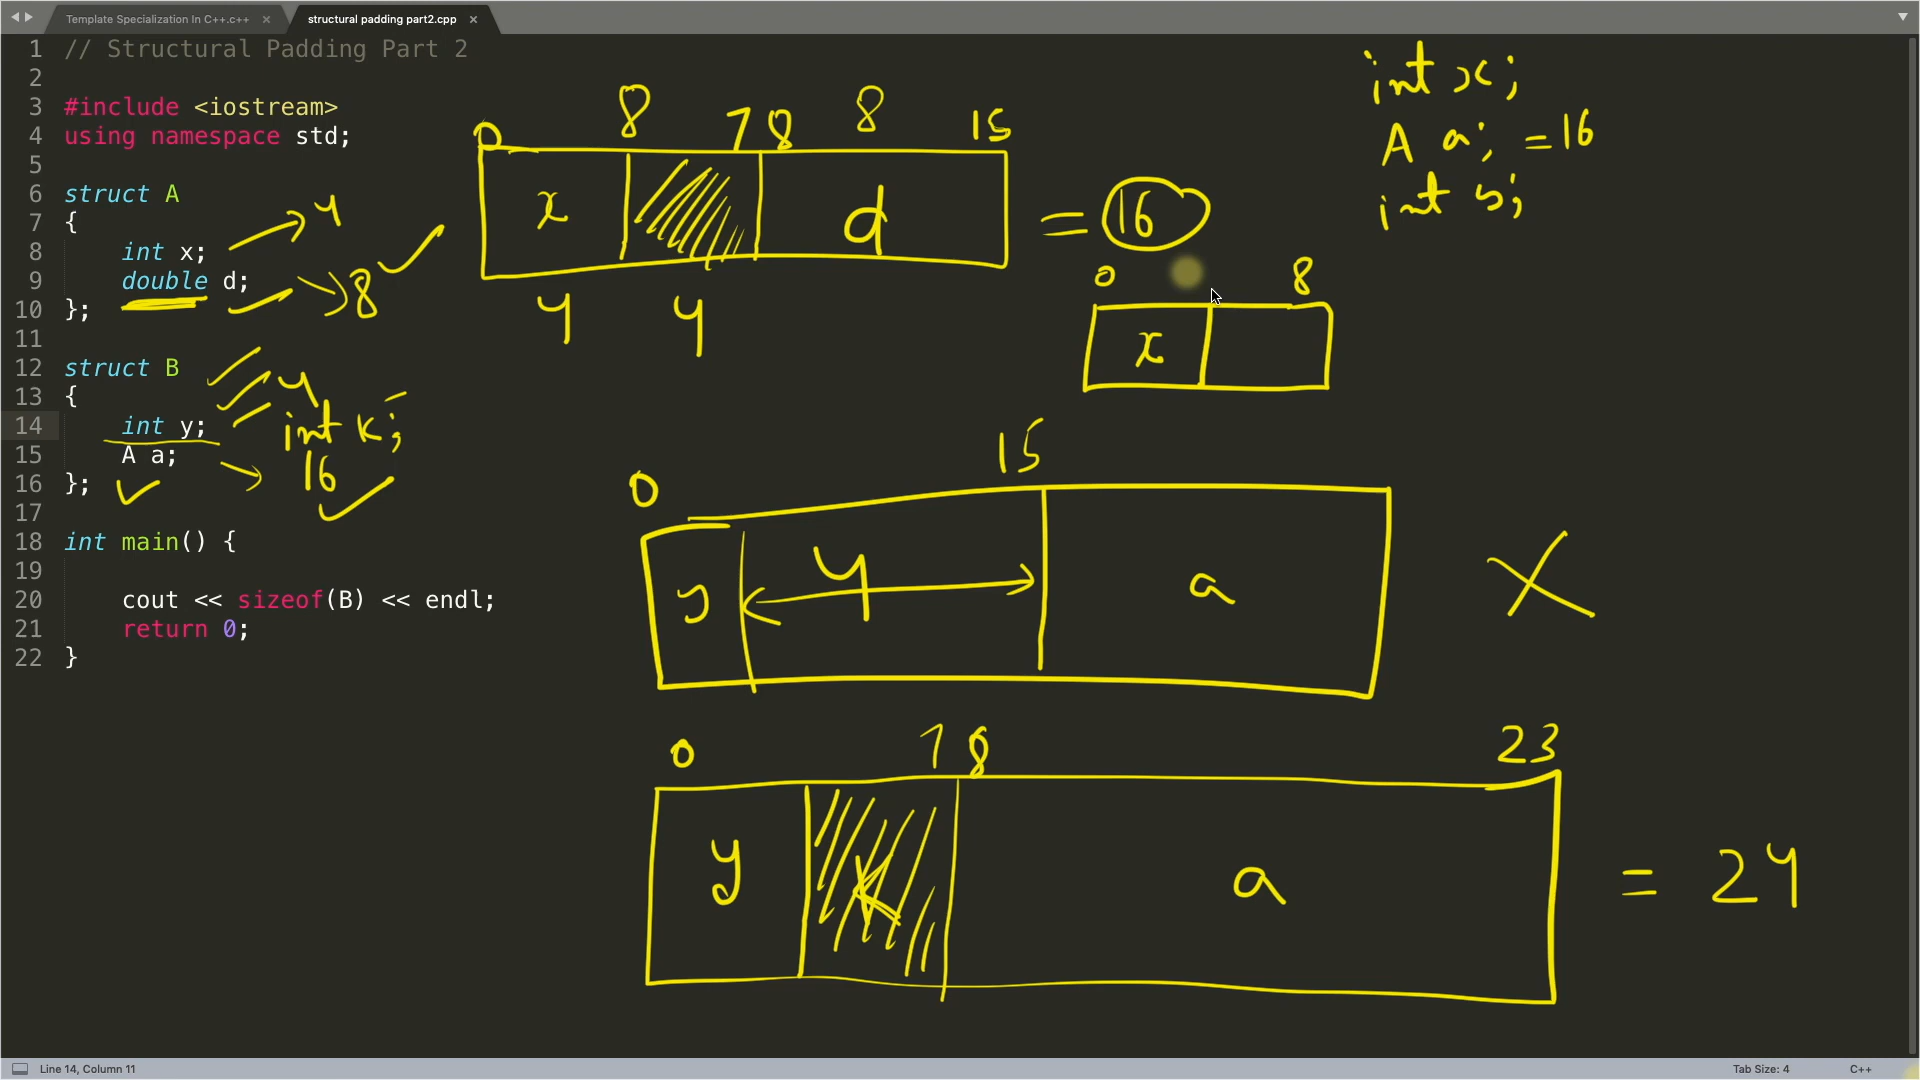 Template Specialization In C++.c++ ×
structural padding part2.cpp ×
1 // Structural Padding Part 2
2
3 #include <iostream>
4 using namespace std;
5
6 struct A
7 {
8 int x;
9 double d;
10 };
11
12 struct B
13 {
14 int y;
15 A a;
16 };
17
18 int main() {
19
20 cout << sizeof(B) << endl;
21 return 0;
22 }
4
8
4
int k;
16
0 8 7 8 8 15
x d = 16
4 4
int x;
A a; = 16
int
0 8
x
0 15
y a
0 7 8 23
y K a = 24
Line 14, Column 11
Tab Size: 4
C++